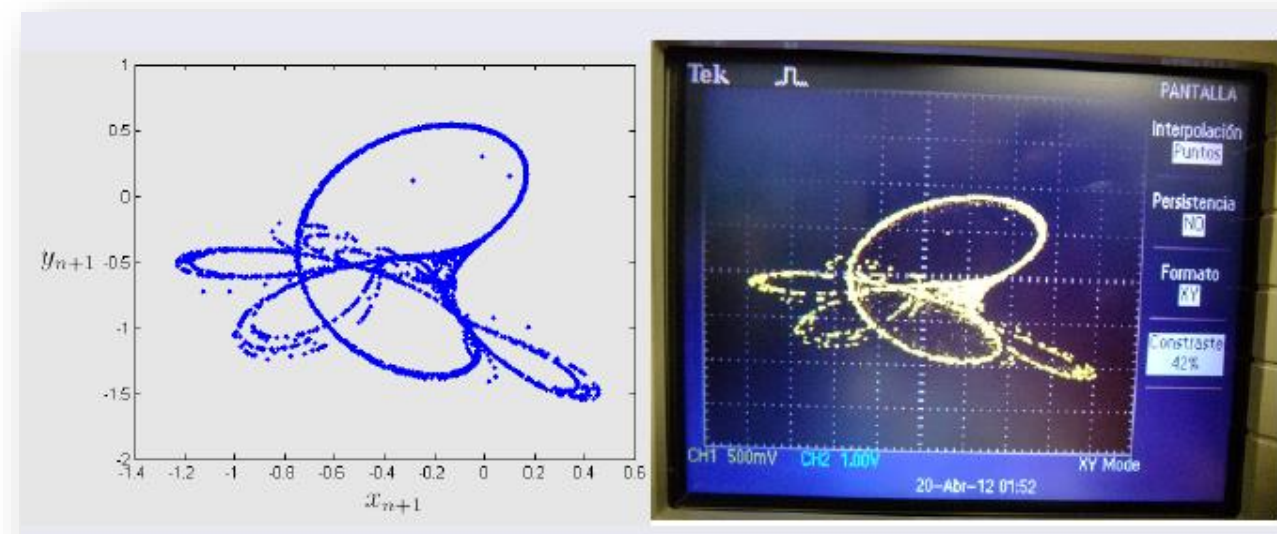 1
0.5
0
-0.5
-1
-1.5
-2
y_{n+1}
-1.4 -1.2 -1 -0.8 -0.6 -0.4 -0.2 0 0.2 0.4 0.6
x_{n+1}
Tek
PANTALLA
Interpolación
Puntos
Persistencia
NO
Formato
XY
Constraste
42%
CH1 500mV CH2 1.00V XY Mode
20-Abr-12 01:52